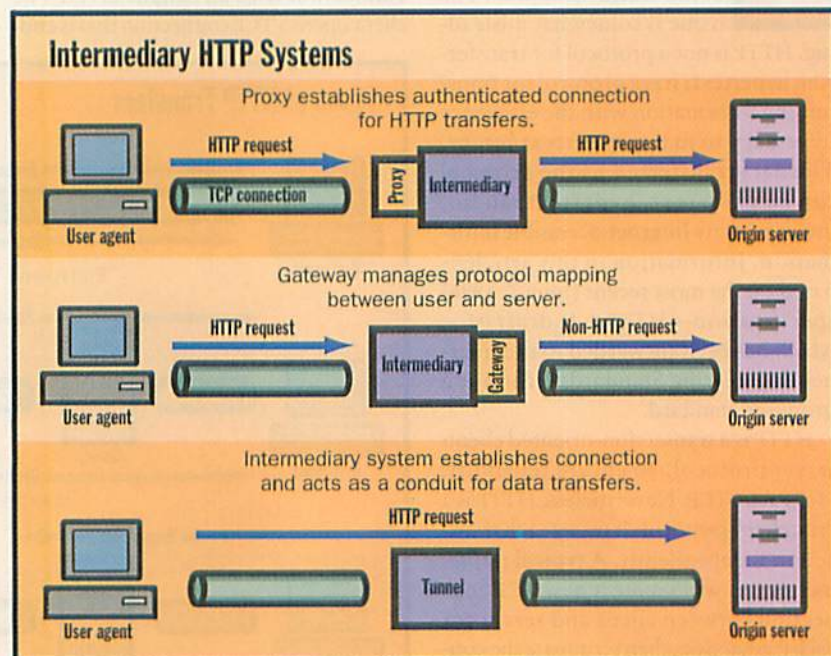 Intermediary HTTP Systems
Proxy establishes authenticated connection
for HTTP transfers.
HTTP request
HTTP request
Proxy
Intermediary
TCP connection
User agent
Origin server
Gateway manages protocol mapping
between user and server.
HTTP request
Non-HTTP request
Intermediary
Gateway
User agent
Origin server
Intermediary system establishes connection
and acts as a conduit for data transfers.
HTTP request
Tunnel
User agent
Origin server